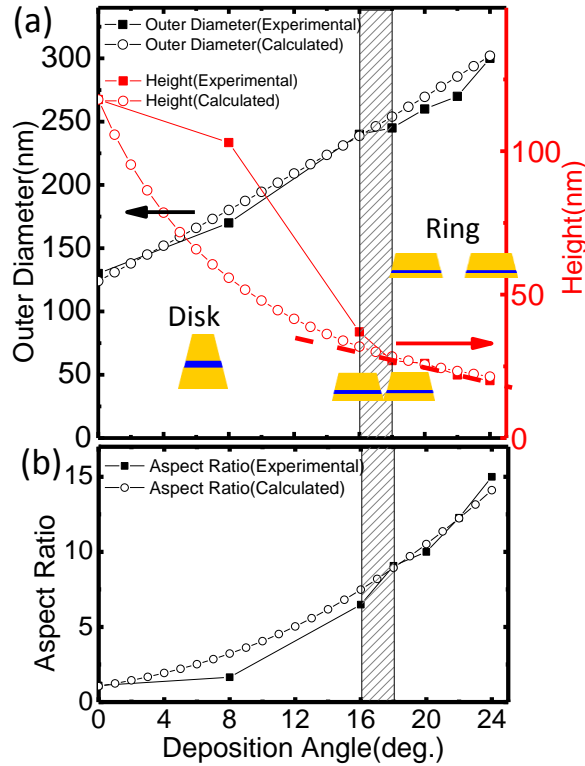 (a)
Outer Diameter(Experimental)
Outer Diameter(Calculated)
Height(Experimental)
Height(Calculated)
300
250
200
150
100
50
0
Outer Diameter(nm)
100
50
0
Height(nm)
Ring
Disk
(b)
Aspect Ratio(Experimental)
Aspect Ratio(Calculated)
15
10
5
0
Aspect Ratio
0 4 8 12 16 20 24
Deposition Angle(deg.)